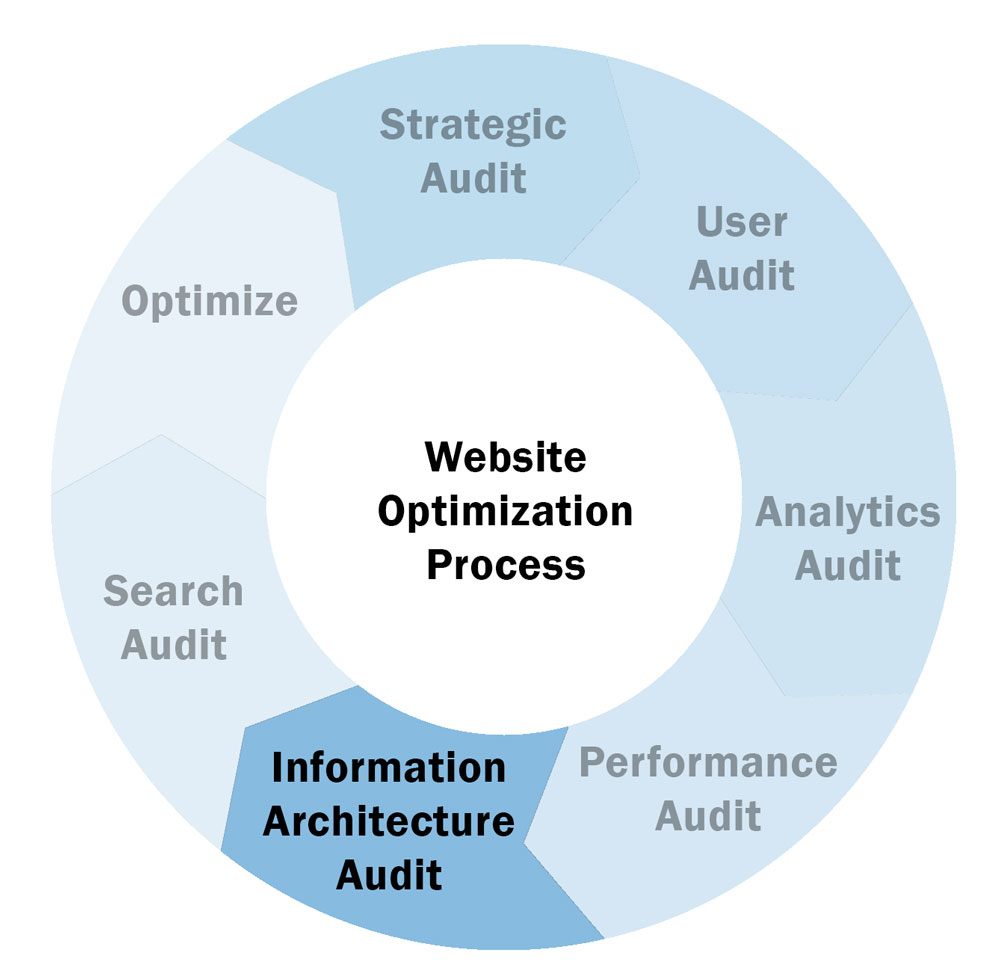 Strategic
Audit
User
Audit
Analytics
Audit
Performance
Audit
Information
Architecture
Audit
Search
Audit
Optimize
Website
Optimization
Process